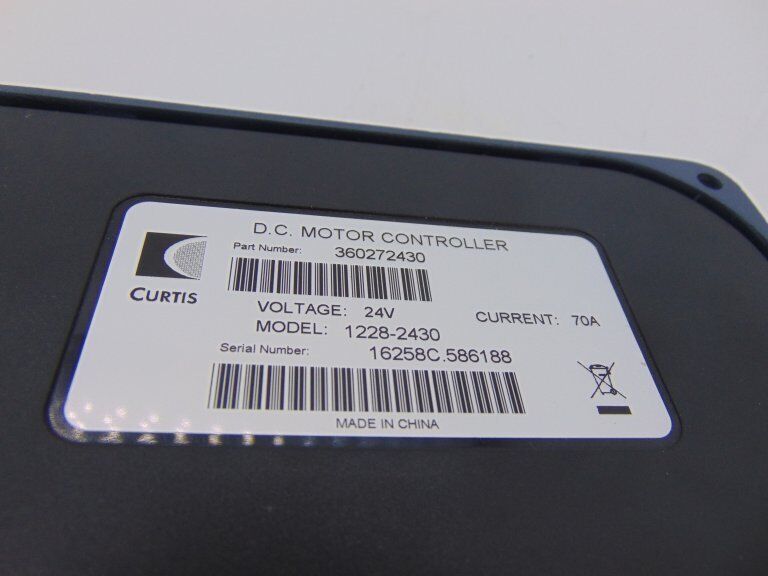 D.C. MOTOR CONTROLLER
Part Number: 360272430
CURTIS
VOLTAGE: 24V CURRENT: 70A
MODEL: 1228-2430
Serial Number: 16258C.586188
MADE IN CHINA